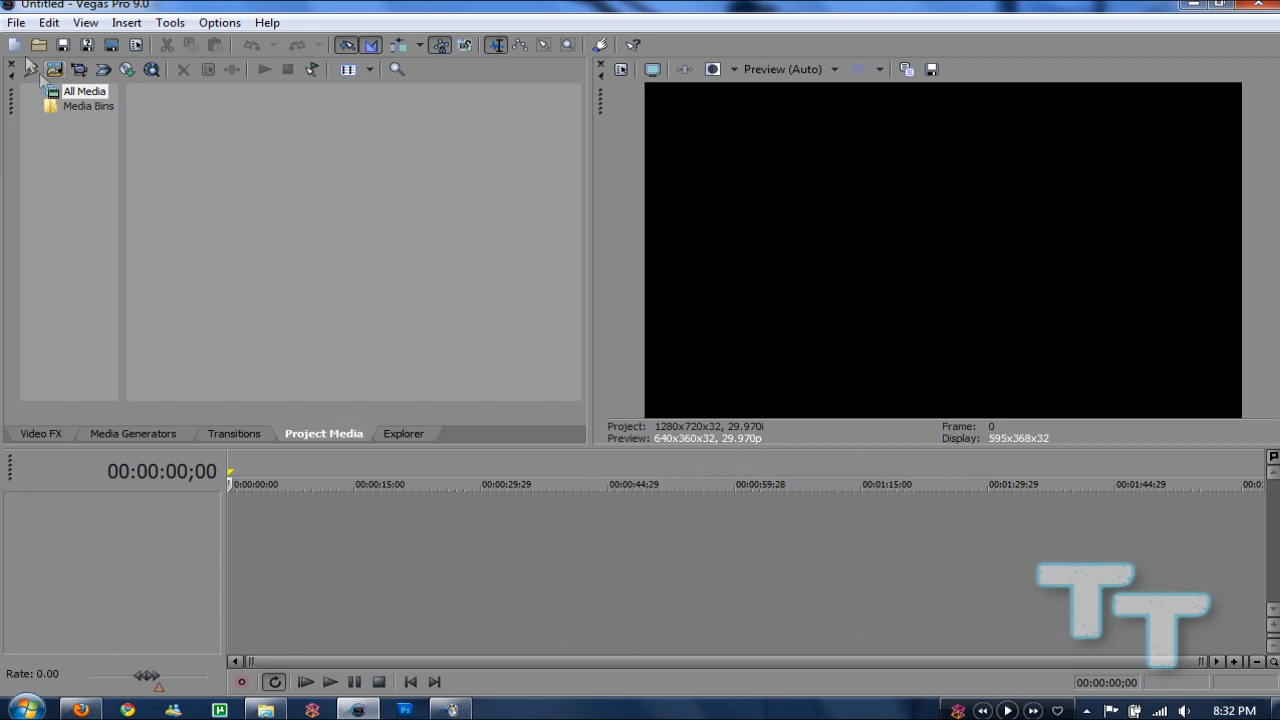 Untitled - Vegas Pro 9.0
File Edit View Insert Tools Options Help
Preview (Auto)
All Media
Media Bins
Video FX Media Generators Transitions Project Media Explorer
Project: 1280x720x32, 29.970i Frame: 0
Preview: 640x360x32, 29.970p Display: 595x368x32
00:00:00;00
0:00:00:00 00:00:15:00 00:00:29:29 00:00:44:29 00:00:59:28 00:01:15:00 00:01:29:29 00:01:44:29
TT
Rate: 0.00
00:00:00;00
8:32 PM